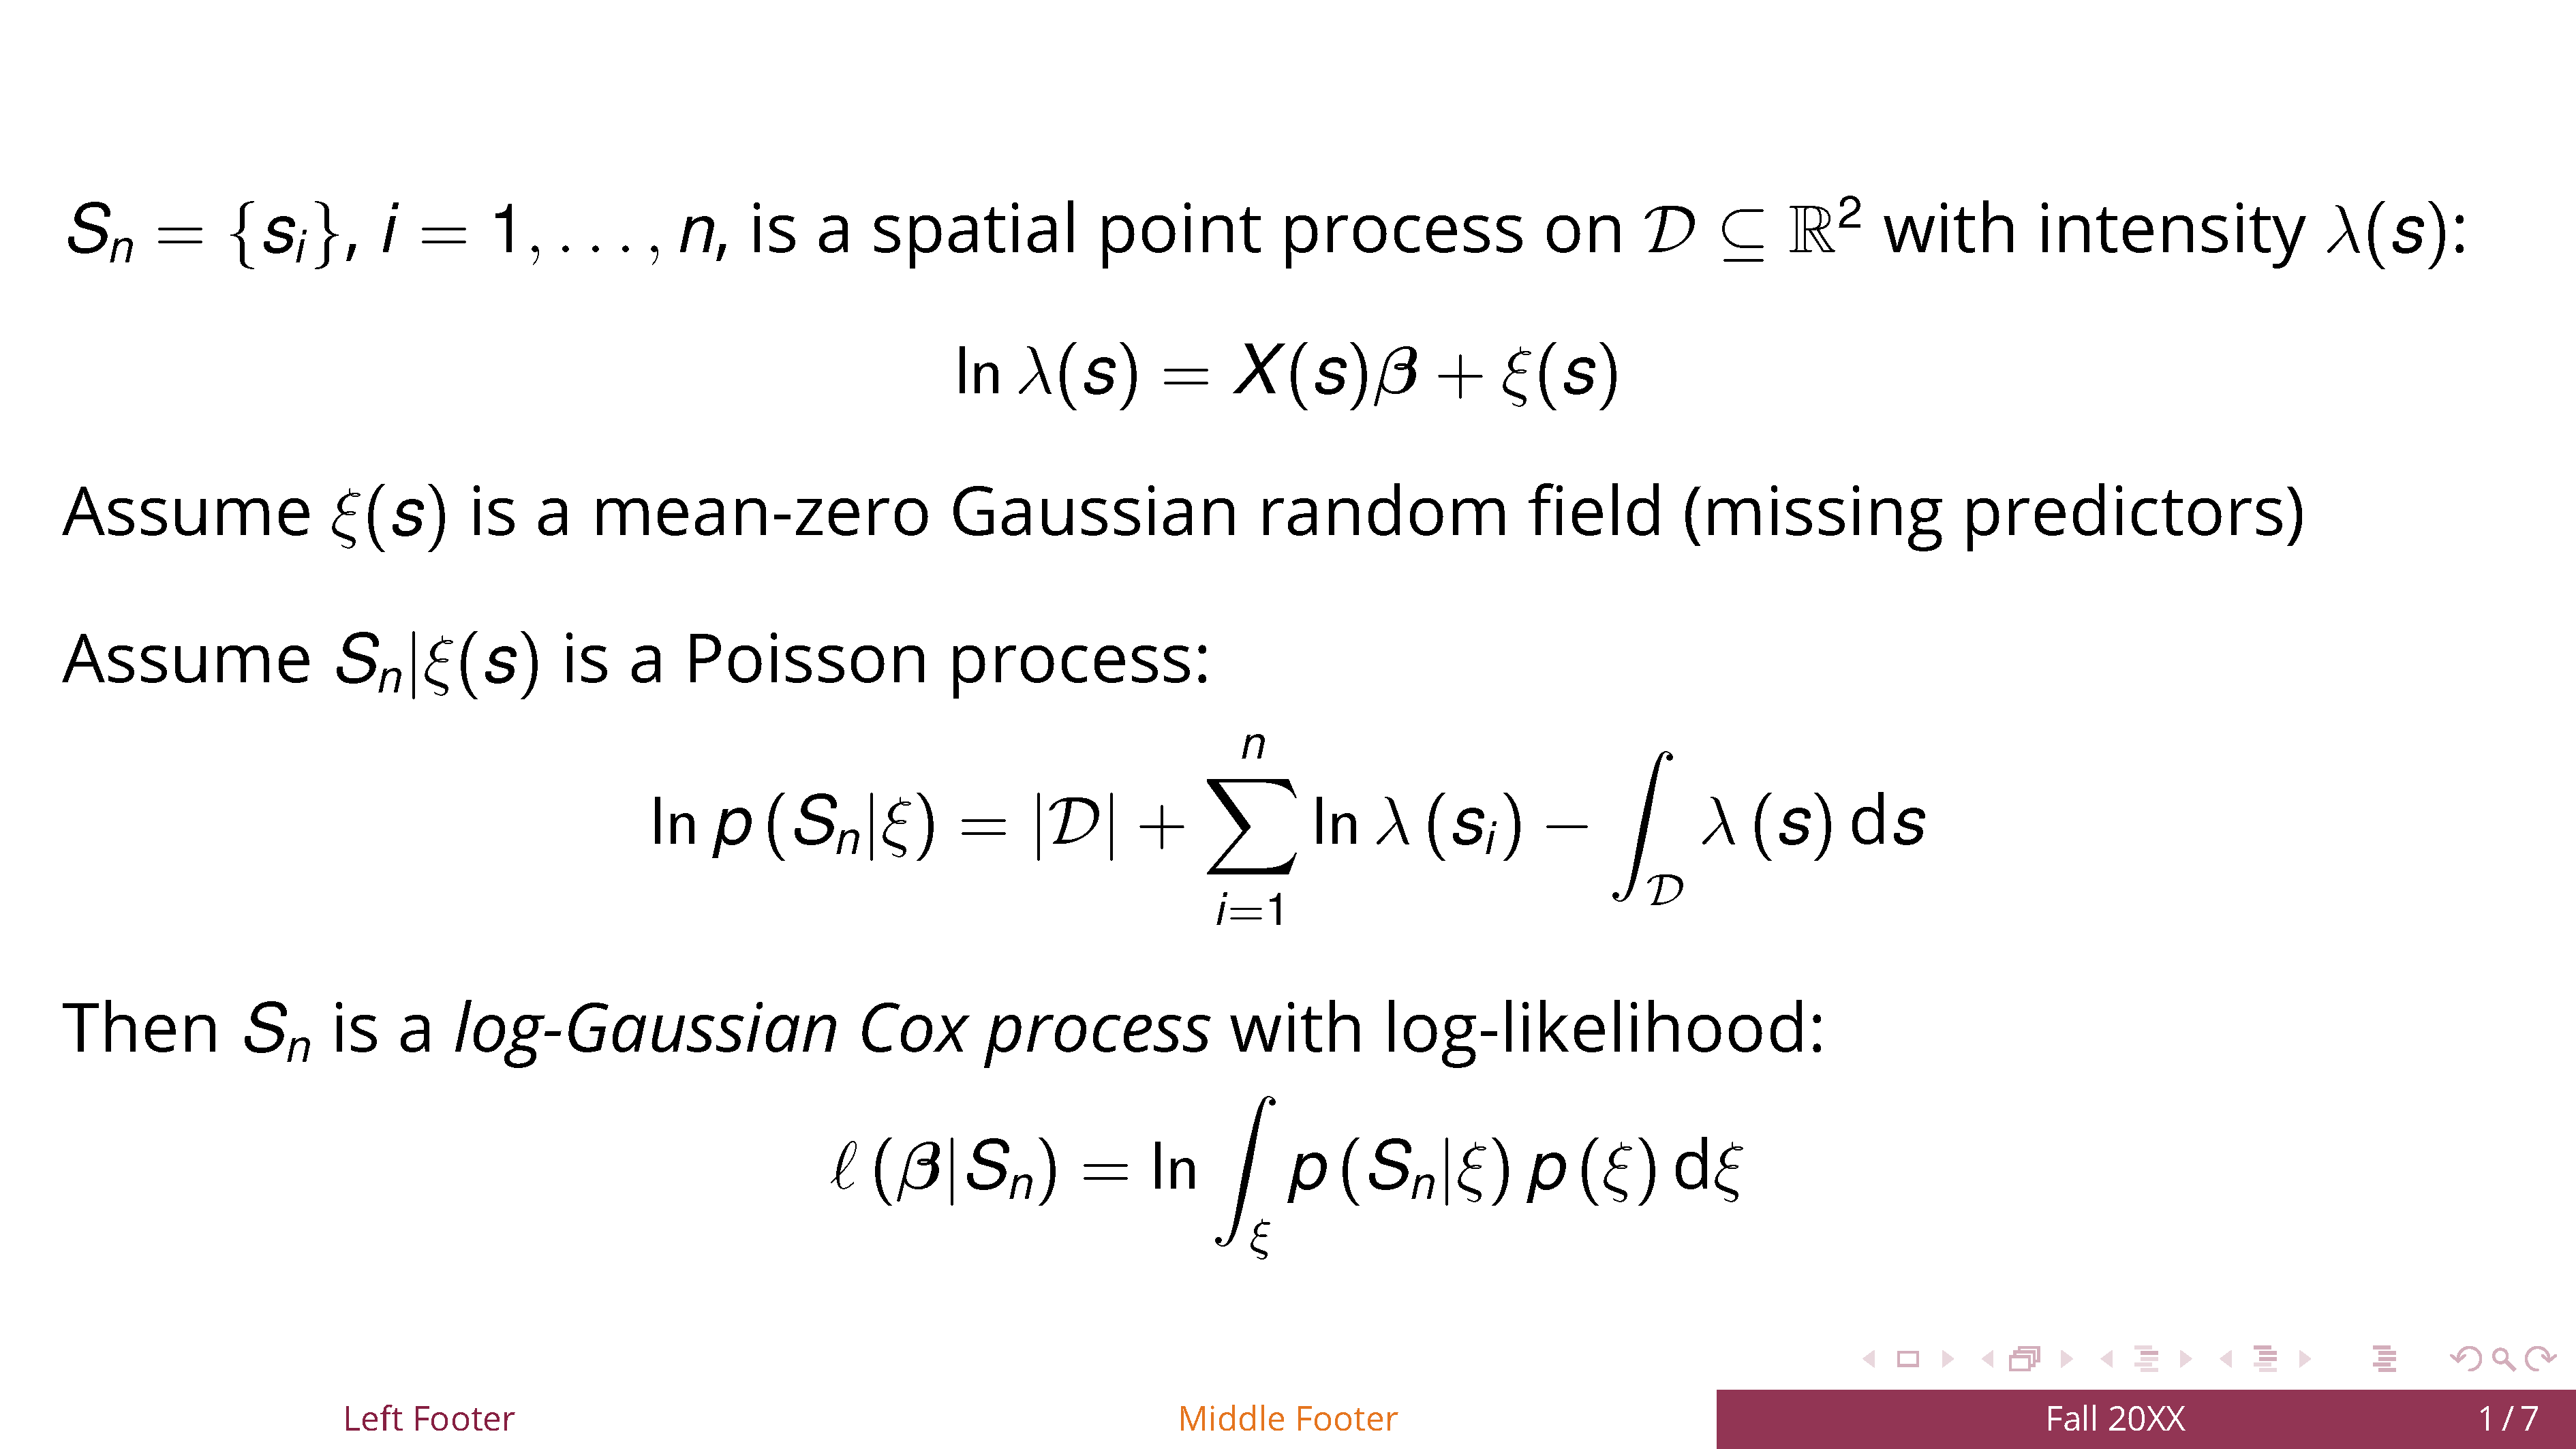 Sₙ = {sᵢ}, i = 1, . . . , n, is a spatial point process on 𝒟 ⊆ ℝ² with intensity λ(s):
ln λ(s) = X(s)𝜷 + ξ(s)
Assume ξ(s) is a mean-zero Gaussian random field (missing predictors)
Assume Sₙ|ξ(s) is a Poisson process:
ln p (Sₙ|ξ) = |𝒟| + ∑ᵢ₌₁ⁿ ln λ (sᵢ) − ∫_𝒟 λ (s) ds
Then Sₙ is a log-Gaussian Cox process with log-likelihood:
ℓ (𝜷|Sₙ) = ln ∫_ξ p (Sₙ|ξ) p (ξ) dξ
Left Footer Middle Footer Fall 20XX 1 / 7